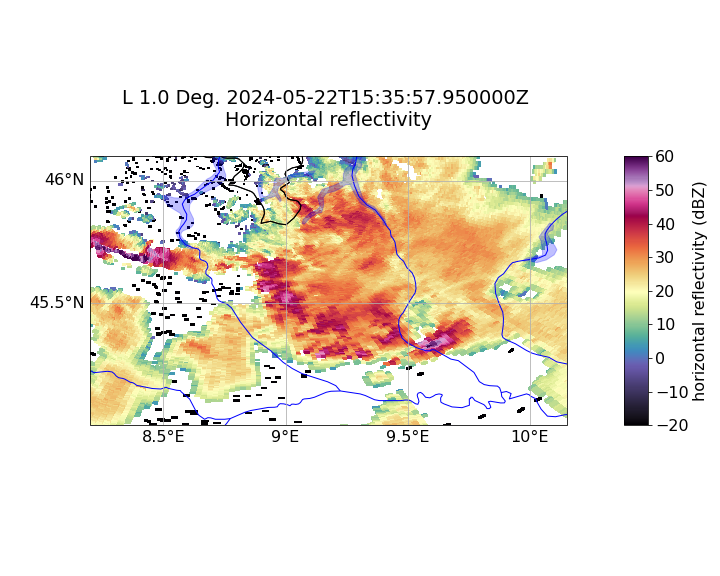 L 1.0 Deg. 2024-05-22T15:35:57.950000Z
Horizontal reflectivity
46°N
45.5°N
8.5°E
9°E
9.5°E
10°E
60
50
40
30
20
10
0
−10
−20
horizontal reflectivity (dBZ)